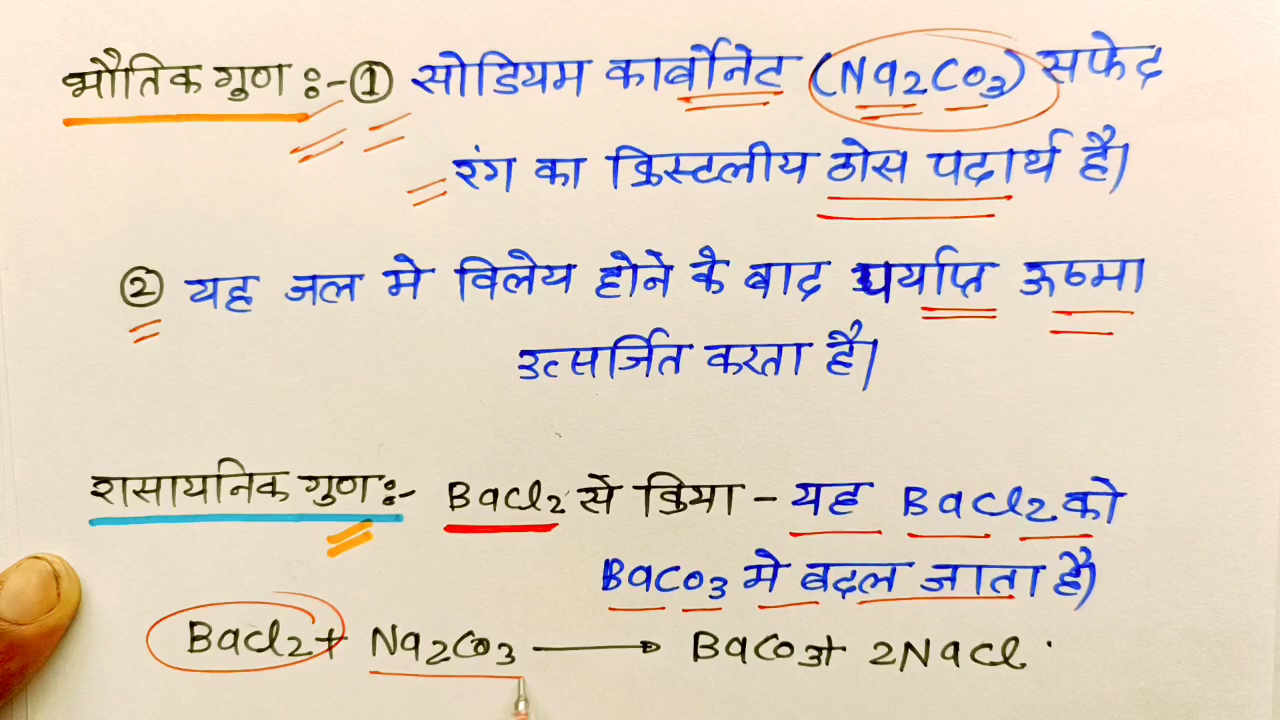 भौतिक गुण :- ① सोडियम कार्बोनेट (Na2CO3) सफेद
रंग का क्रिस्टलीय ठोस पदार्थ है।
② यह जल मे विलेय होने के बाद पर्याप्त ऊष्मा
उत्सर्जित करता है।
रासायनिक गुण :- BaCl2 से क्रिया - यह BaCl2 को
BaCO3 मे बदल जाता है।
BaCl2 + Na2CO3 ⟶ BaCO3 + 2NaCl